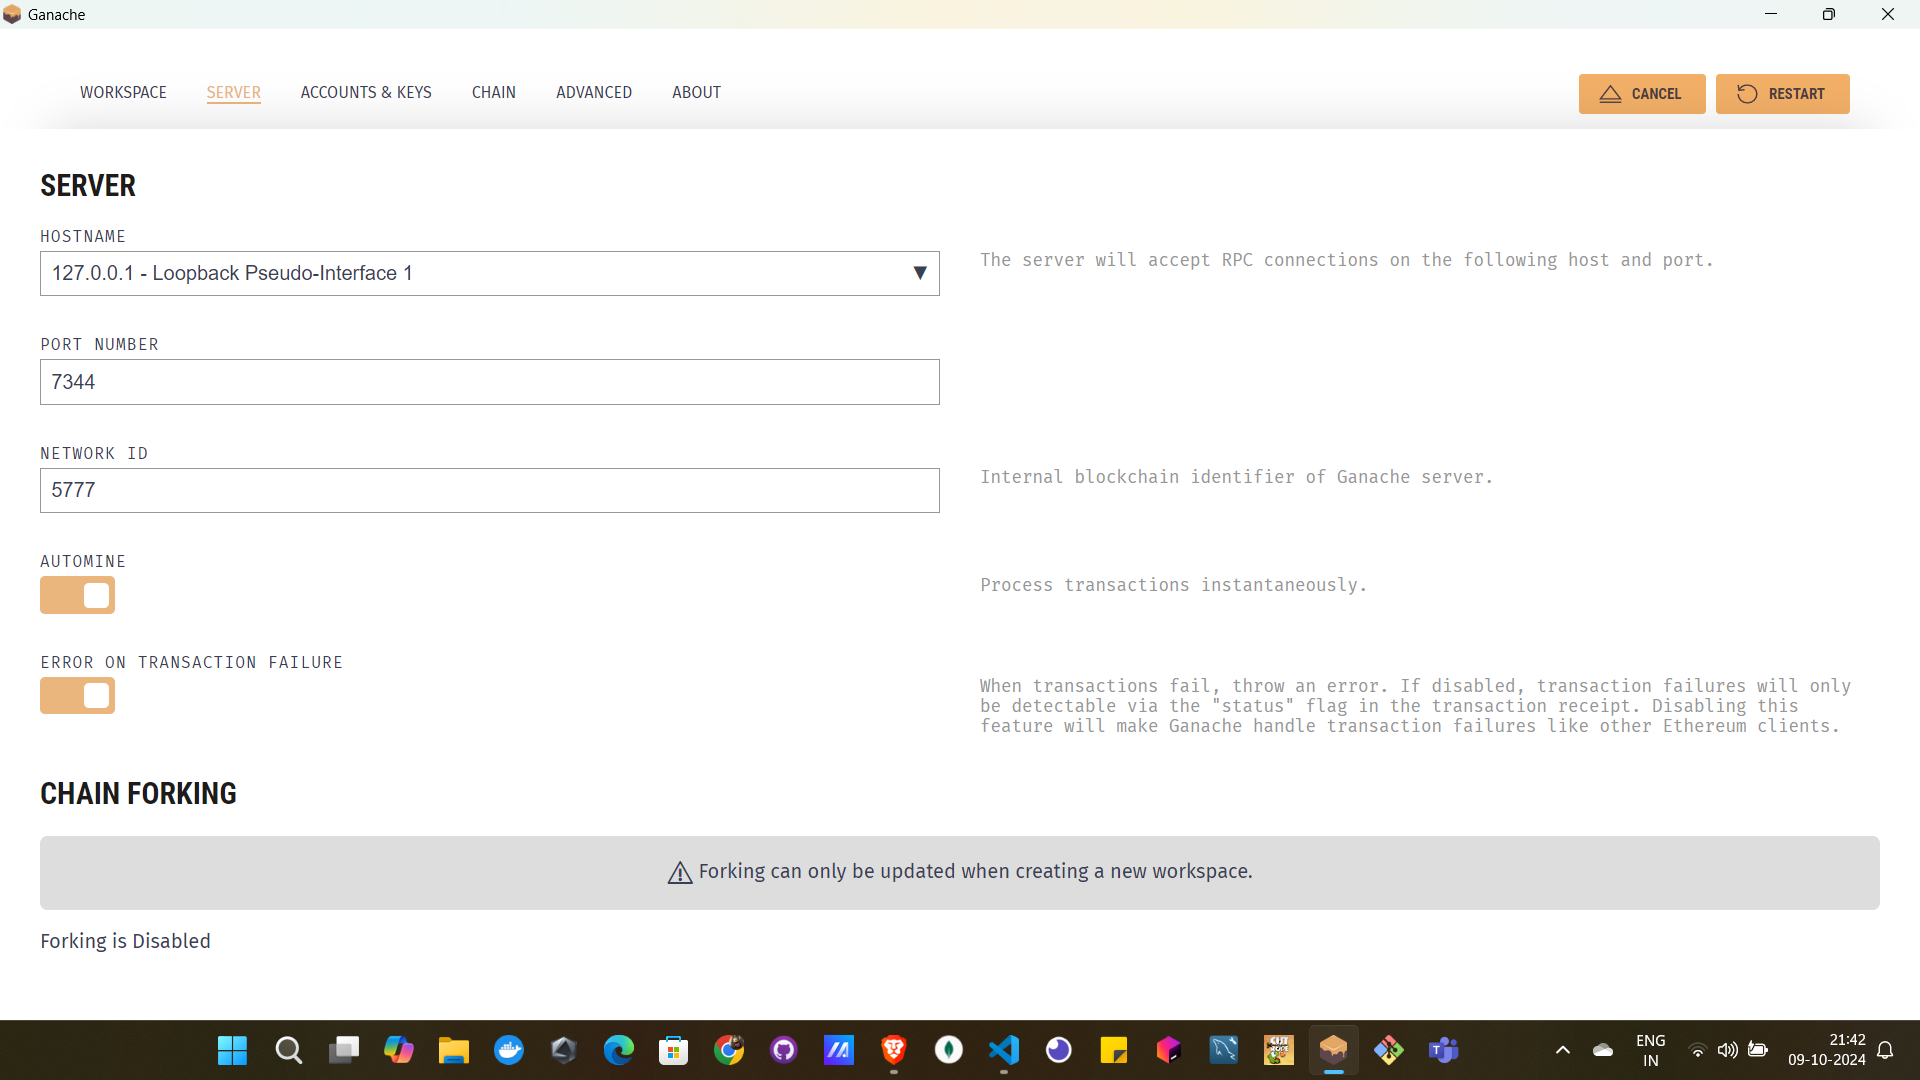 Ganache
WORKSPACE SERVER ACCOUNTS & KEYS CHAIN ADVANCED ABOUT CANCEL RESTART
SERVER
HOSTNAME
127.0.0.1 - Loopback Pseudo-Interface 1
The server will accept RPC connections on the following host and port.
PORT NUMBER
7344
NETWORK ID
5777
Internal blockchain identifier of Ganache server.
AUTOMINE
Process transactions instantaneously.
ERROR ON TRANSACTION FAILURE
When transactions fail, throw an error. If disabled, transaction failures will only
be detectable via the "status" flag in the transaction receipt. Disabling this
feature will make Ganache handle transaction failures like other Ethereum clients.
CHAIN FORKING
Forking can only be updated when creating a new workspace.
Forking is Disabled
ENG
IN
21:42
09-10-2024